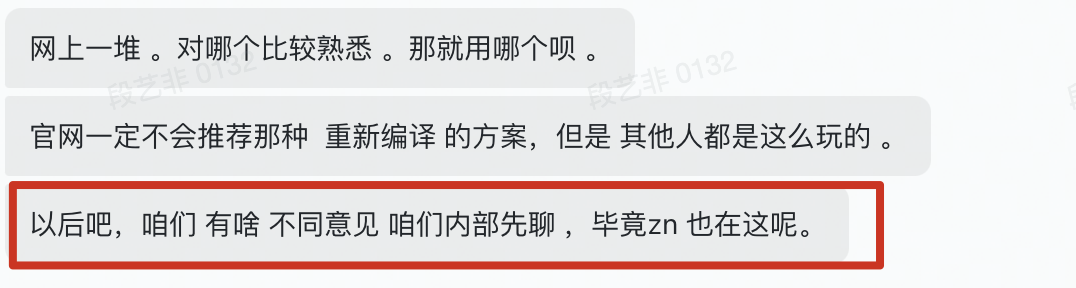 网上一堆 。对哪个比较熟悉 。那就用哪个呗 。
段艺非 0132 段艺非 0132
官网一定不会推荐那种 重新编译 的方案，但是 其他人都是这么玩的 。
以后吧，咱们 有啥 不同意见 咱们内部先聊 ，毕竟zn 也在这呢。